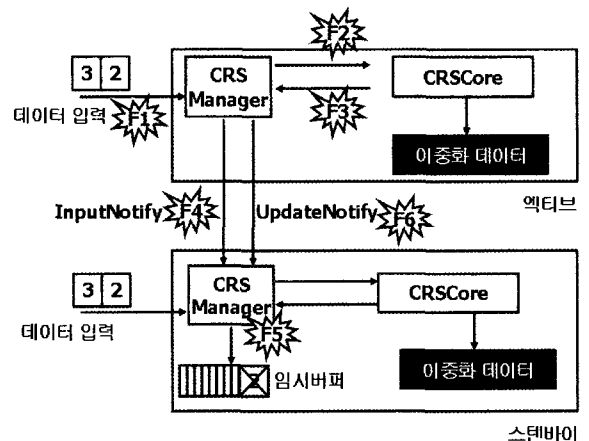 F2
3 2
CRS
Manager
CRSCore
데이터 입력
F1
F3
이중화 데이터
엑티브
InputNotify
F4
UpdateNotify
F6
3 2
CRS
Manager
CRSCore
데이터 입력
F5
이중화 데이터
임시버퍼
스텐바이